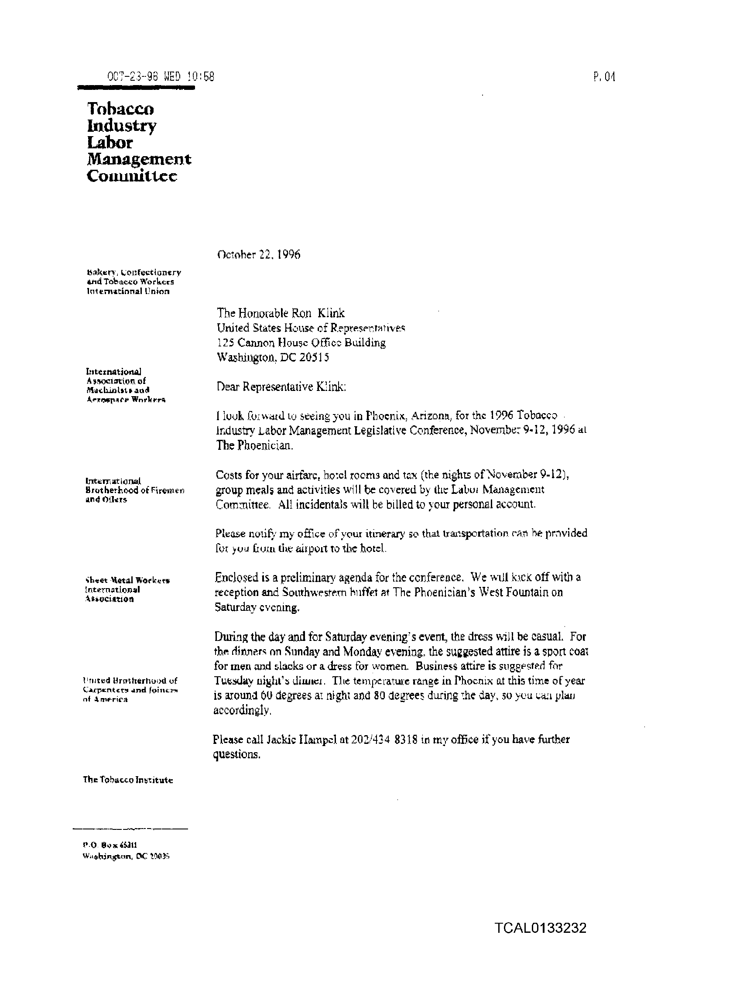 OCT-23-96 WED 10:58
P.04
Tobacco
Industry
Labor
Management
Committee
October 22, 1996
Bakery, Confectionery
and Tobacco Workers
International Union
The Honorable Ron Klink
United States House of Representatives
125 Cannon House Office Building
Washington, DC 20515
International
Association of
Machinists and
Aerospace Workers
Dear Representative Klink:
I look forward to seeing you in Phoenix, Arizona, for the 1996 Tobacco
Industry Labor Management Legislative Conference, November 9-12, 1996 at
The Phoenician.
International
Brotherhood of Firemen
and Oilers
Costs for your airfare, hotel rooms and tax (the nights of November 9-12),
group meals and activities will be covered by the Labor Management
Committee. All incidentals will be billed to your personal account.
Please notify my office of your itinerary so that transportation can be provided
for you from the airport to the hotel.
Sheet Metal Workers
International
Association
Enclosed is a preliminary agenda for the conference. We will kick off with a
reception and Southwestern buffet at The Phoenician's West Fountain on
Saturday evening.
During the day and for Saturday evening's event, the dress will be casual. For
the dinners on Sunday and Monday evening, the suggested attire is a sport coat
for men and slacks or a dress for women. Business attire is suggested for
Tuesday night's dinner. The temperature range in Phoenix at this time of year
is around 60 degrees at night and 80 degrees during the day, so you can plan
accordingly.
United Brotherhood of
Carpenters and Joiners
of America
Please call Jackie Hampel at 202/434-8318 in my office if you have further
questions.
The Tobacco Institute
P.O. Box
Washington, DC
TCAL0133232